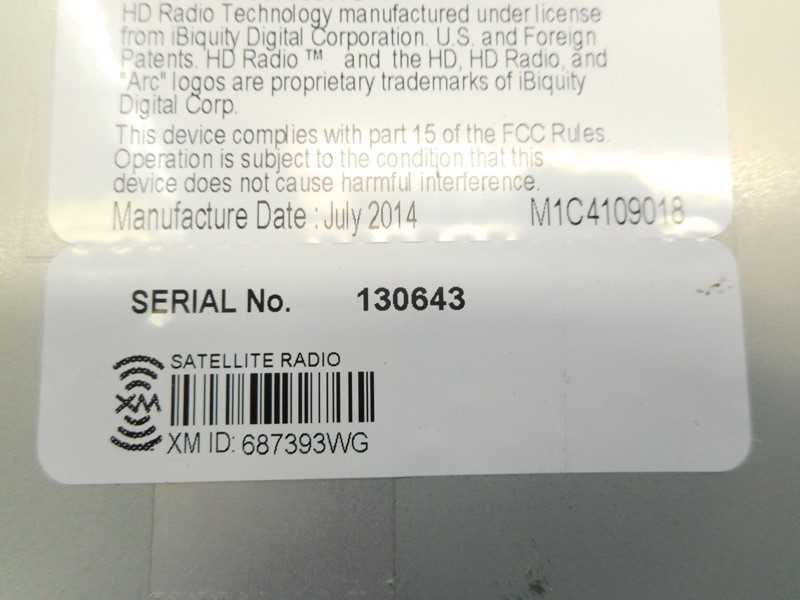 HD Radio Technology manufactured under license
from iBiquity Digital Corporation. U.S. and Foreign
Patents. HD Radio ™ and the HD, HD Radio, and
"Arc" logos are proprietary trademarks of iBiquity
Digital Corp.
This device complies with part 15 of the FCC Rules.
Operation is subject to the condition that this
device does not cause harmful interference.
Manufacture Date : July 2014 M1C4109018
SERIAL No. 130643
SATELLITE RADIO
XM
XM ID: 687393WG